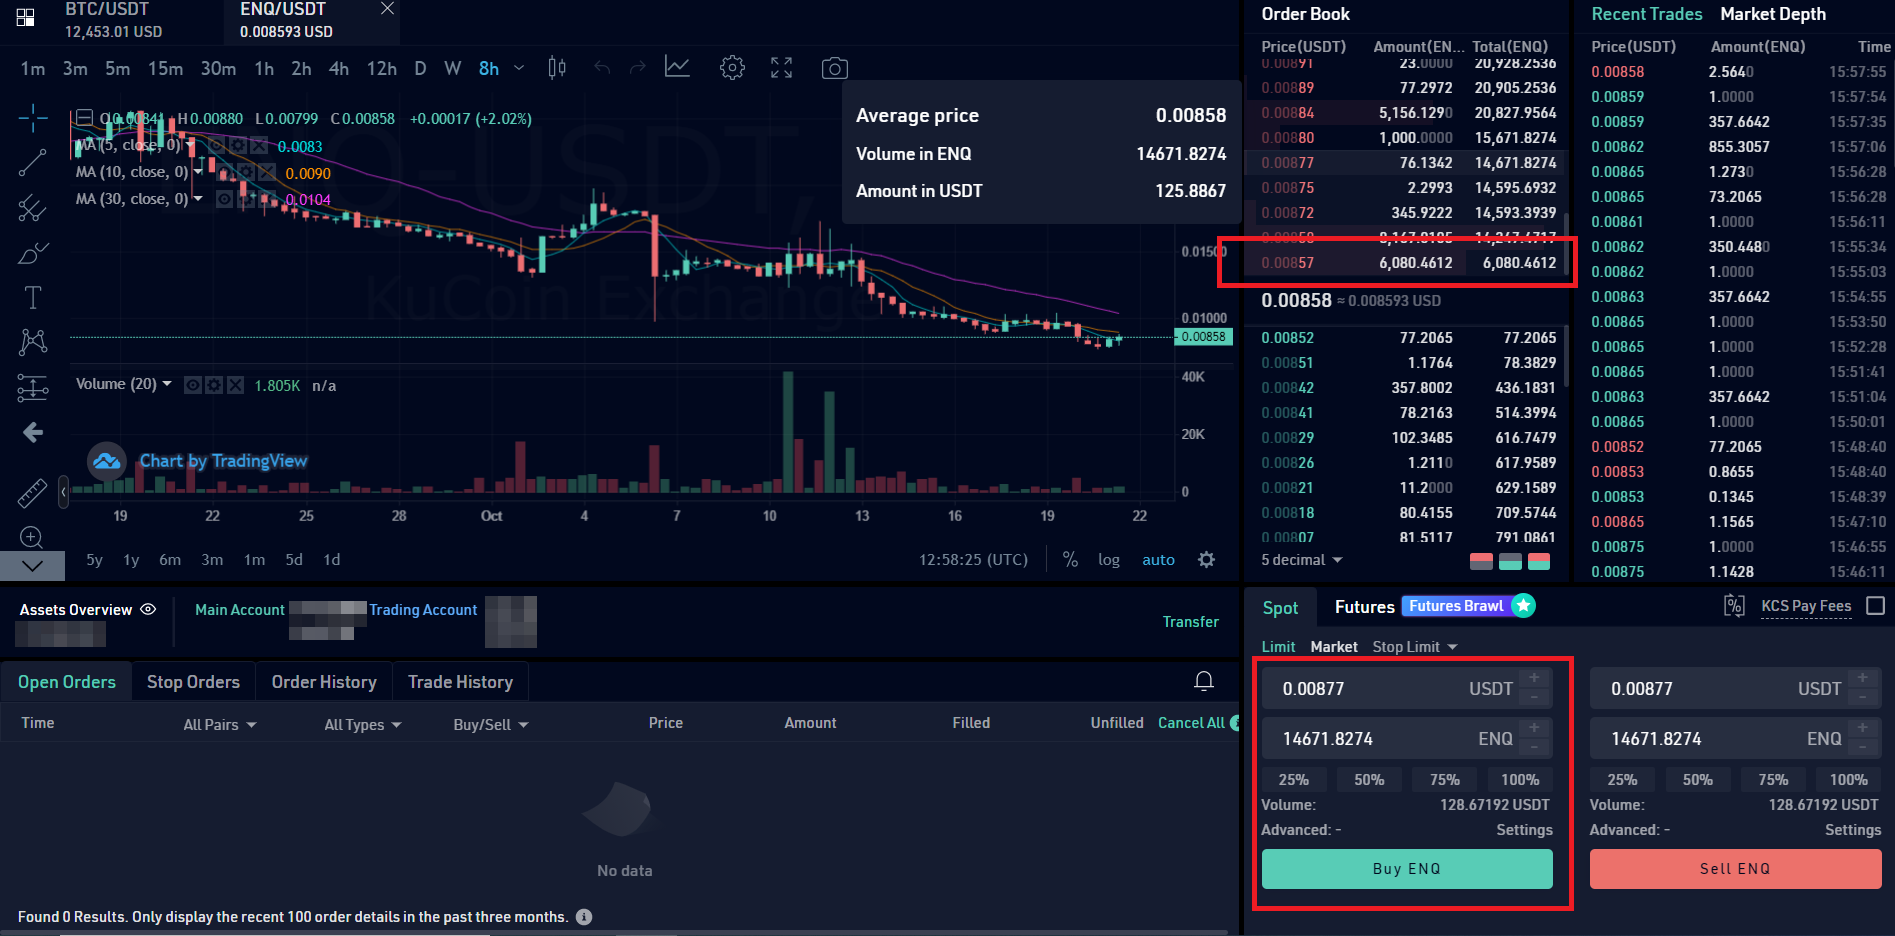 BTC/USDT
12,453.01 USD
ENQ/USDT
0.008593 USD
1m 3m 5m 15m 30m 1h 2h 4h 12h D W 8h
H0.00880 L0.00799 C0.00858 +0.00017 (+2.02%)
MA (5, close, 0) 0.0083
MA (10, close, 0) 0.0090
MA (30, close, 0) 0.0104
KuCoin Exchange
Average price 0.00858
Volume in ENQ 14671.8274
Amount in USDT 125.8867
0.01500
0.01000
0.00858
Volume (20) 1.805K n/a
40K
20K
0
Chart by TradingView
19 22 25 28 Oct 4 7 10 13 16 19 22
5y 1y 6m 3m 1m 5d 1d
12:58:25 (UTC) % log auto
Order Book
Price(USDT) Amount(EN... Total(ENQ)
0.00891 23.0000 20,928.2536
0.00889 77.2972 20,905.2536
0.00884 5,156.1290 20,827.9564
0.00880 1,000.0000 15,671.8274
0.00877 76.1342 14,671.8274
0.00875 2.2993 14,595.6932
0.00872 345.9222 14,593.3939
0.00857 6,080.4612 6,080.4612
0.00858 ≈ 0.008593 USD
0.00852 77.2065 77.2065
0.00851 1.1764 78.3829
0.00842 357.8002 436.1831
0.00841 78.2163 514.3994
0.00829 102.3485 616.7479
0.00826 1.2110 617.9589
0.00821 11.2000 629.1589
0.00818 80.4155 709.5744
0.00807 81.5117 791.0861
5 decimal
Recent Trades Market Depth
Price(USDT) Amount(ENQ) Time
0.00858 2.5640 15:57:55
0.00859 1.0000 15:57:54
0.00859 357.6642 15:57:35
0.00862 855.3057 15:57:06
0.00865 1.2730 15:56:28
0.00865 73.2065 15:56:28
0.00861 1.0000 15:56:11
0.00862 350.4480 15:55:34
0.00862 1.0000 15:55:03
0.00863 357.6642 15:54:55
0.00865 1.0000 15:53:50
0.00865 1.0000 15:52:28
0.00865 1.0000 15:51:41
0.00863 357.6642 15:51:04
0.00865 1.0000 15:50:01
0.00852 77.2065 15:48:40
0.00853 0.8655 15:48:40
0.00853 0.1345 15:48:39
0.00865 1.1565 15:47:10
0.00875 1.0000 15:46:55
0.00875 1.1428 15:46:11
Assets Overview
Main Account
Trading Account
Transfer
Open Orders Stop Orders Order History Trade History
Time All Pairs All Types Buy/Sell Price Amount Filled Unfilled Cancel All
No data
Found 0 Results. Only display the recent 100 order details in the past three months.
Spot Futures Futures Brawl
KCS Pay Fees
Limit Market Stop Limit
0.00877 USDT
14671.8274 ENQ
25% 50% 75% 100%
Volume: 128.67192 USDT
Advanced: - Settings
Buy ENQ
0.00877 USDT
14671.8274 ENQ
25% 50% 75% 100%
Volume: 128.67192 USDT
Advanced: - Settings
Sell ENQ